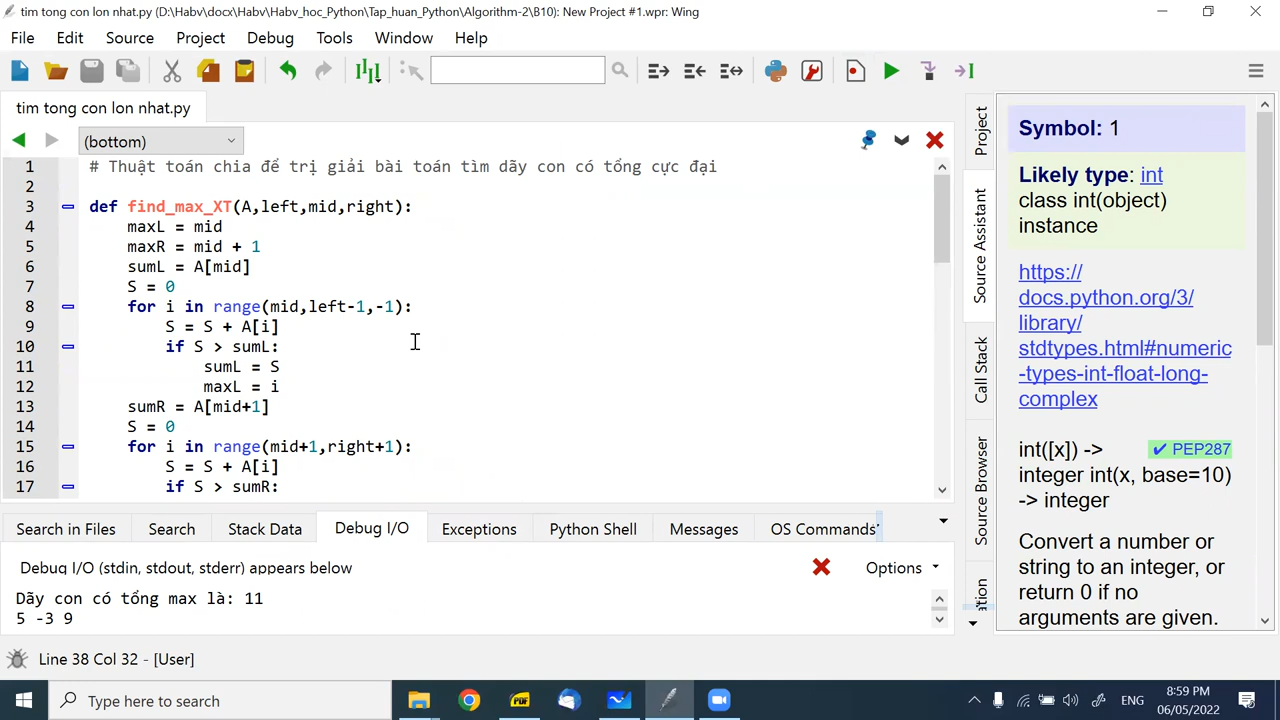 tim tong con lon nhat.py (D:\Habv\docx\Habv\Habv_hoc_Python\Tap_huan_Python\Algorithm-2\B10): New Project #1.wpr: Wing
File Edit Source Project Debug Tools Window Help
tim tong con lon nhat.py
(bottom)
1 # Thuật toán chia để trị giải bài toán tìm dãy con có tổng cực đại
2
3 def find_max_XT(A,left,mid,right):
4 maxL = mid
5 maxR = mid + 1
6 sumL = A[mid]
7 S = 0
8 for i in range(mid,left-1,-1):
9 S = S + A[i]
10 if S > sumL:
11 sumL = S
12 maxL = i
13 sumR = A[mid+1]
14 S = 0
15 for i in range(mid+1,right+1):
16 S = S + A[i]
17 if S > sumR:
Project
Source Assistant
Call Stack
Source Browser
Symbol: 1
Likely type: int
class int(object)
instance
https://
docs.python.org/3/
library/
stdtypes.html#numeric
-types-int-float-long-
complex
int([x]) -> ✔ PEP287
integer int(x, base=10)
-> integer
Convert a number or
string to an integer, or
return 0 if no
arguments are given.
Search in Files Search Stack Data Debug I/O Exceptions Python Shell Messages OS Commands
Debug I/O (stdin, stdout, stderr) appears below Options
Dãy con có tổng max là: 11
5 -3 9
Line 38 Col 32 - [User]
Type here to search
PDF
ENG
8:59 PM
06/05/2022